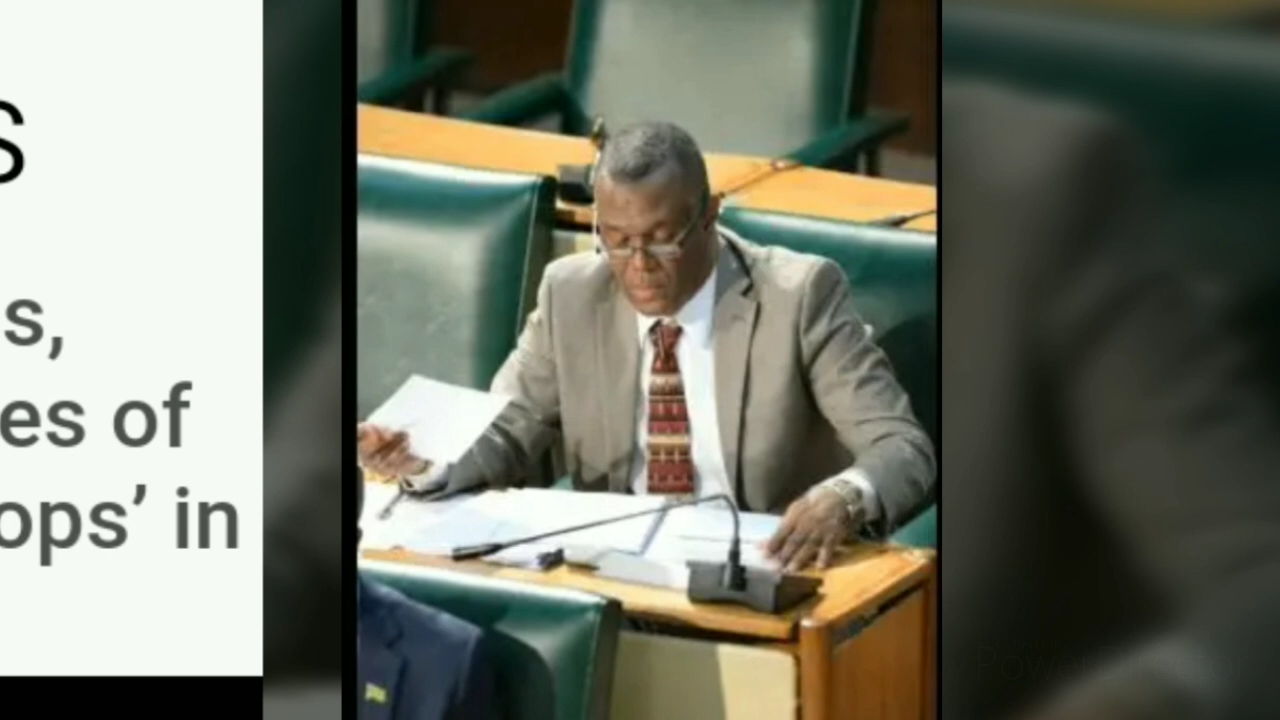 S
s,
es of
ops’ in